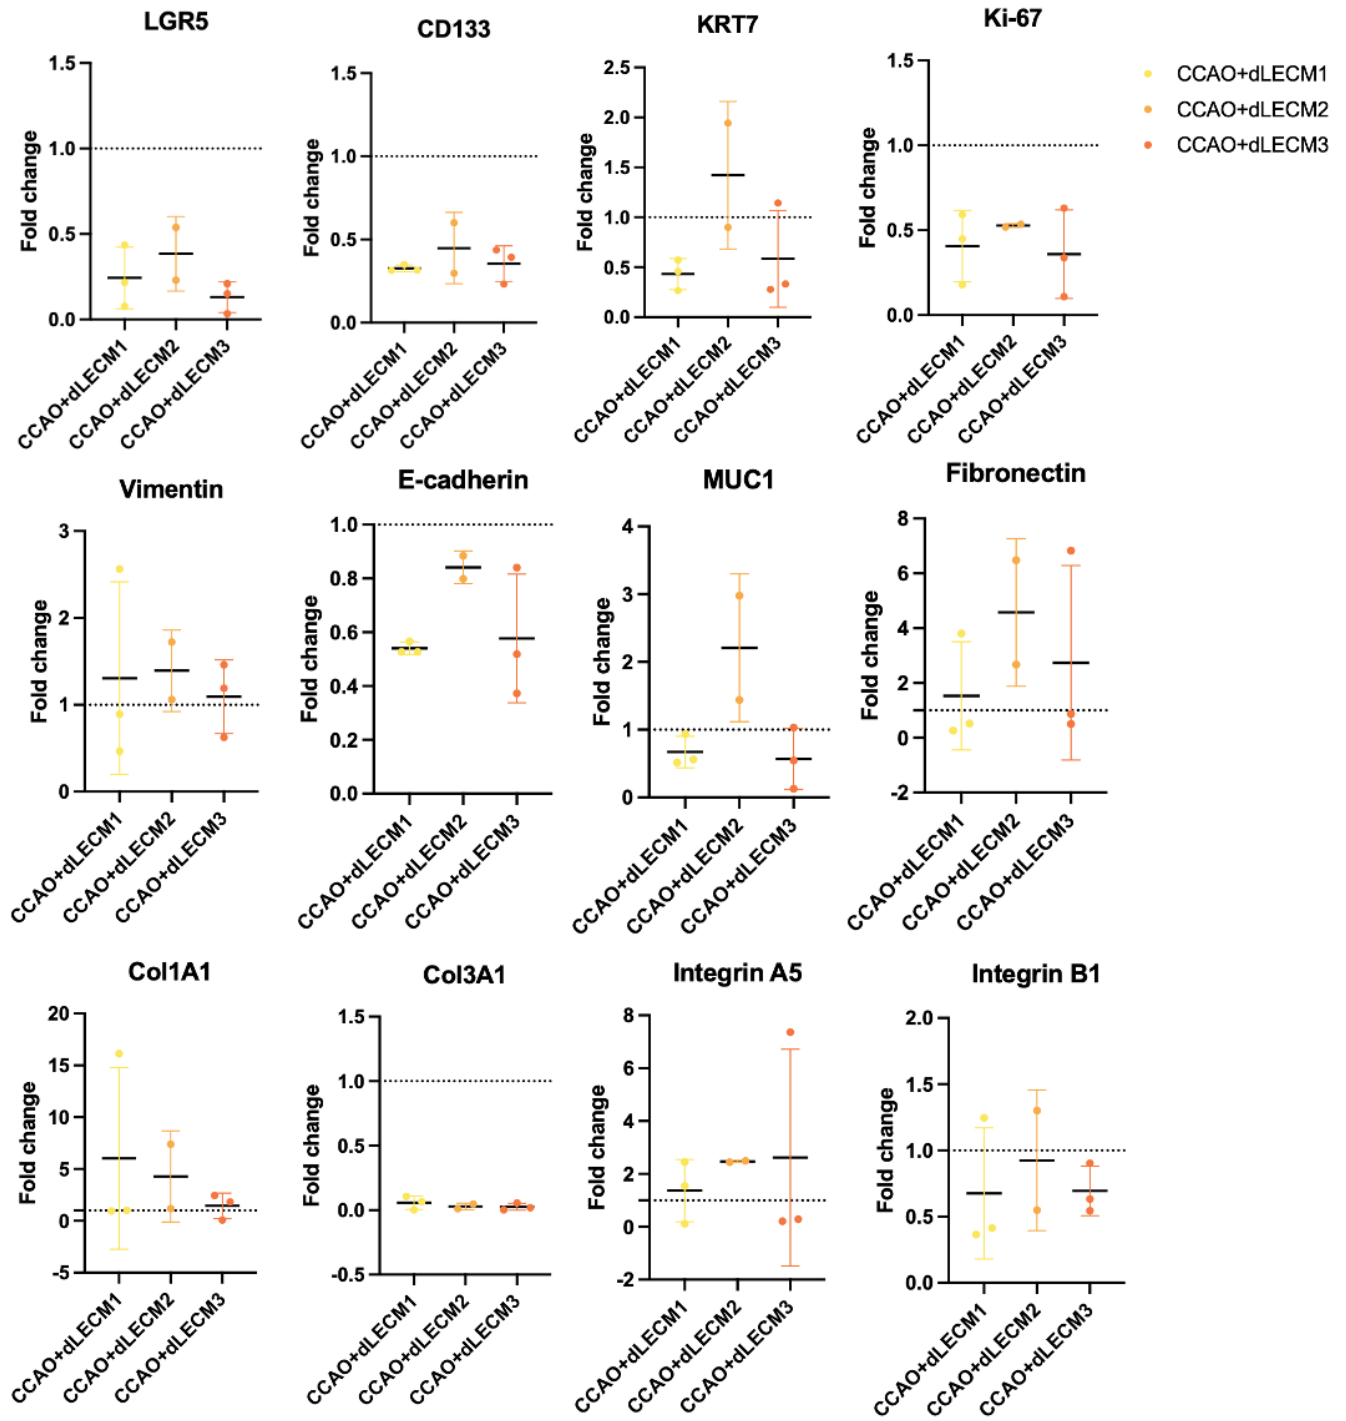 LGR5
CD133
KRT7
Ki-67
CCAO+dLECM1
CCAO+dLECM2
CCAO+dLECM3
Fold change
1.5
1.0
0.5
0.0
CCAO+dLECM1
CCAO+dLECM2
CCAO+dLECM3
Fold change
1.5
1.0
0.5
0.0
CCAO+dLECM1
CCAO+dLECM2
CCAO+dLECM3
Fold change
2.5
2.0
1.5
1.0
0.5
0.0
CCAO+dLECM1
CCAO+dLECM2
CCAO+dLECM3
Fold change
1.5
1.0
0.5
0.0
CCAO+dLECM1
CCAO+dLECM2
CCAO+dLECM3
Vimentin
E-cadherin
MUC1
Fibronectin
Fold change
3
2
1
0
CCAO+dLECM1
CCAO+dLECM2
CCAO+dLECM3
Fold change
1.0
0.8
0.6
0.4
0.2
0.0
CCAO+dLECM1
CCAO+dLECM2
CCAO+dLECM3
Fold change
4
3
2
1
0
CCAO+dLECM1
CCAO+dLECM2
CCAO+dLECM3
Fold change
8
6
4
2
0
-2
CCAO+dLECM1
CCAO+dLECM2
CCAO+dLECM3
Col1A1
Col3A1
Integrin A5
Integrin B1
Fold change
20
15
10
5
0
-5
CCAO+dLECM1
CCAO+dLECM2
CCAO+dLECM3
Fold change
1.5
1.0
0.5
0.0
-0.5
CCAO+dLECM1
CCAO+dLECM2
CCAO+dLECM3
Fold change
8
6
4
2
0
-2
CCAO+dLECM1
CCAO+dLECM2
CCAO+dLECM3
Fold change
2.0
1.5
1.0
0.5
0.0
CCAO+dLECM1
CCAO+dLECM2
CCAO+dLECM3